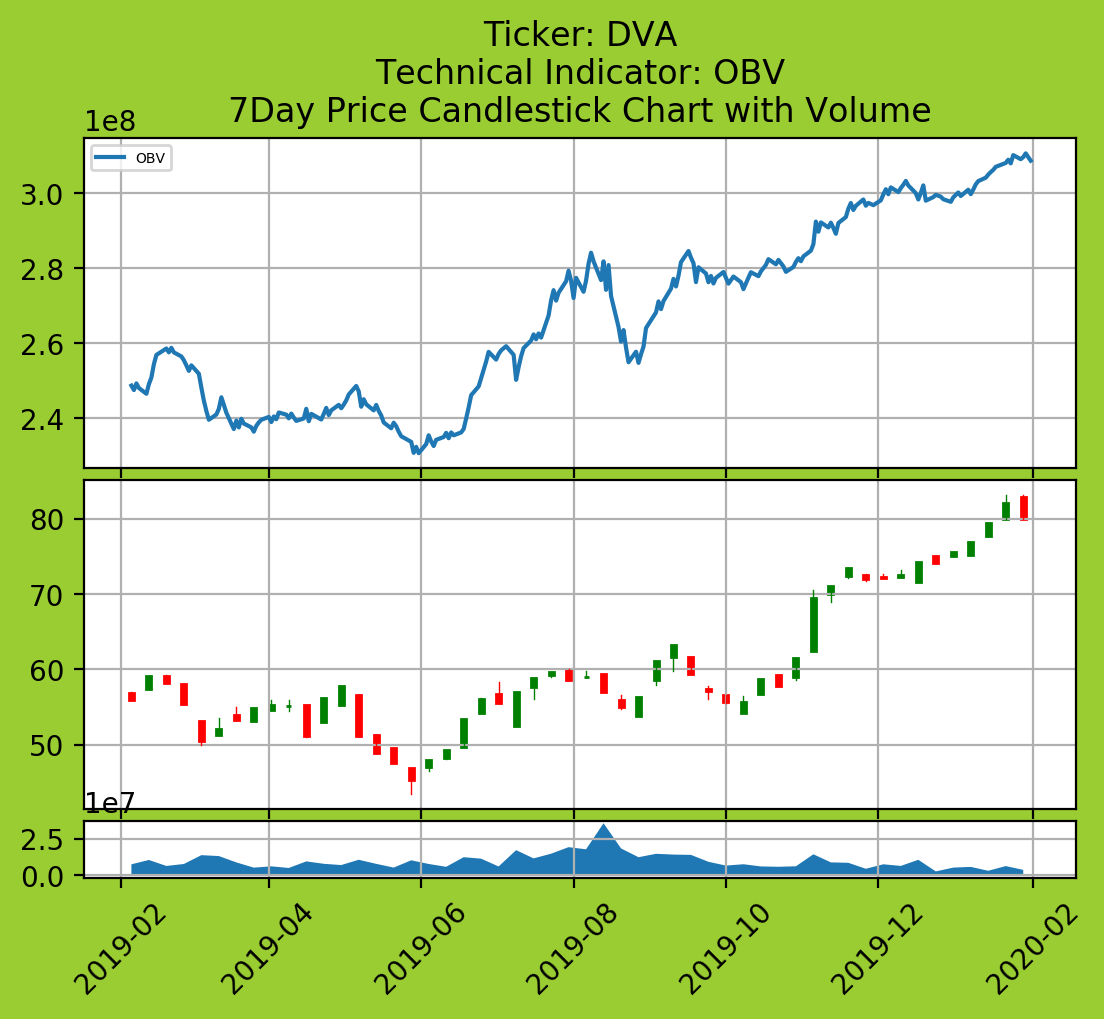 Ticker: DVA
Technical Indicator: OBV
7Day Price Candlestick Chart with Volume
1e8
OBV
3.0
2.8
2.6
2.4
80
70
60
50
1e7
2.5
0.0
2019-02
2019-04
2019-06
2019-08
2019-10
2019-12
2020-02